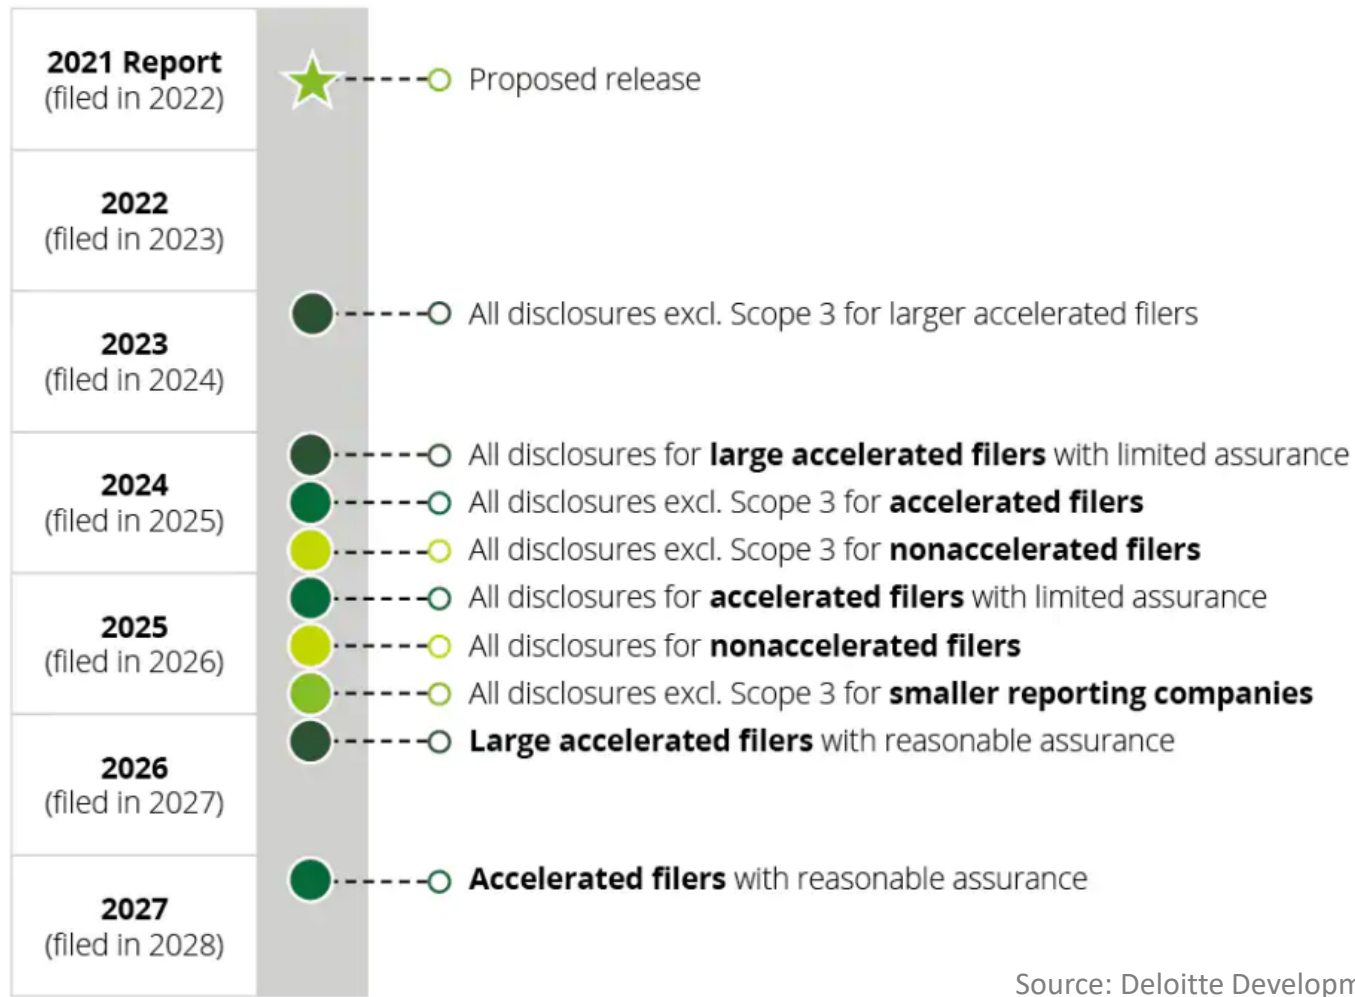 2021 Report
(filed in 2022)
Proposed release
2022
(filed in 2023)
All disclosures excl. Scope 3 for larger accelerated filers
2023
(filed in 2024)
All disclosures for large accelerated filers with limited assurance
2024
(filed in 2025)
All disclosures excl. Scope 3 for accelerated filers
All disclosures excl. Scope 3 for nonaccelerated filers
All disclosures for accelerated filers with limited assurance
2025
(filed in 2026)
All disclosures for nonaccelerated filers
All disclosures excl. Scope 3 for smaller reporting companies
Large accelerated filers with reasonable assurance
2026
(filed in 2027)
Accelerated filers with reasonable assurance
2027
(filed in 2028)
Source: Deloitte Developm